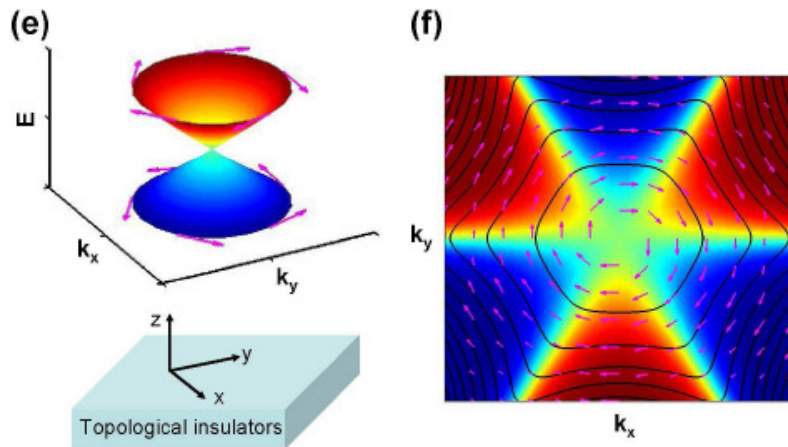 (e)
E
kx
ky
z
y
x
Topological insulators
(f)
ky
kx